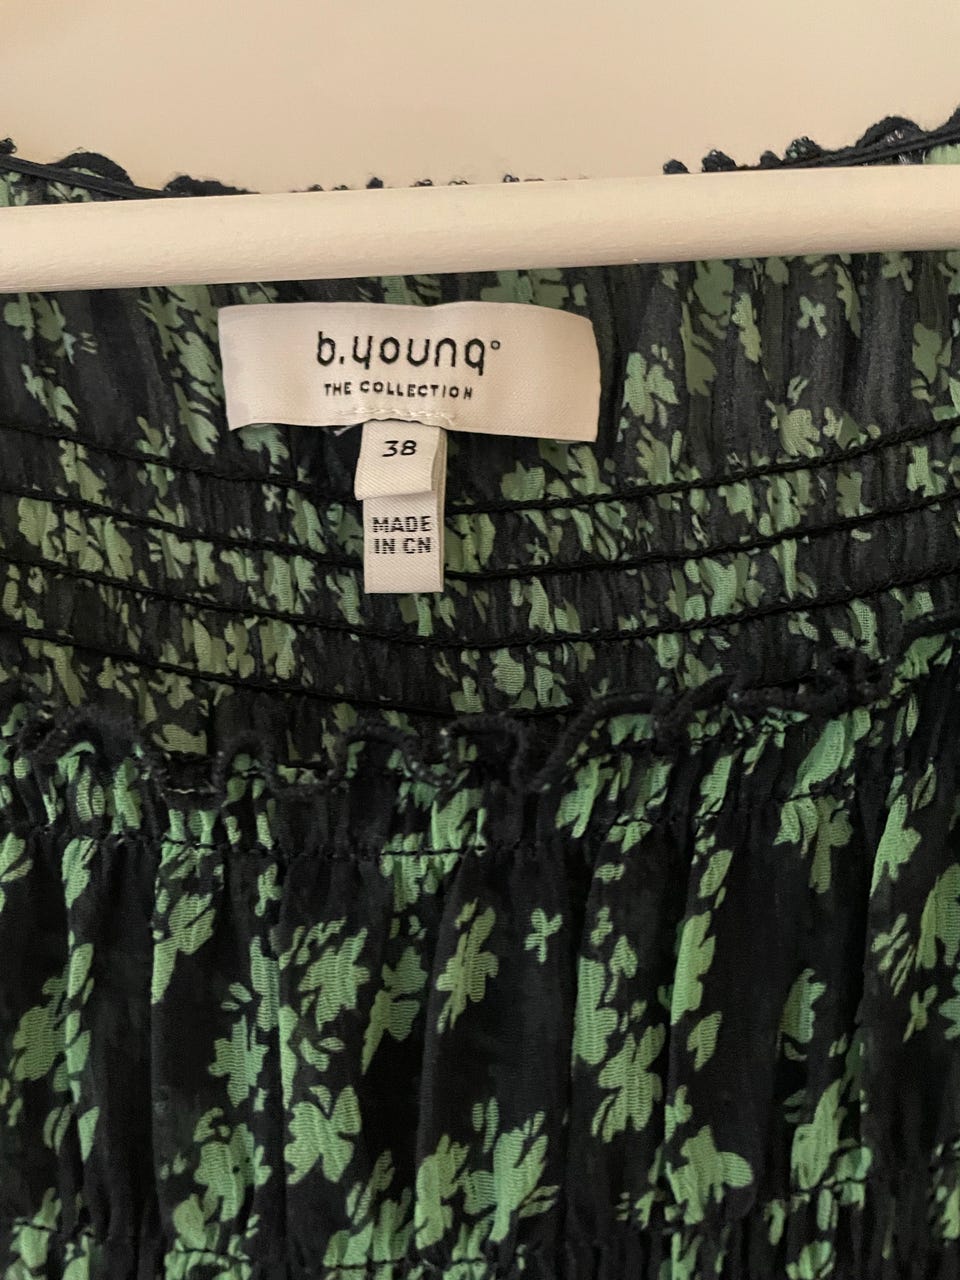 b.young°
THE COLLECTION
38
MADE
IN CN